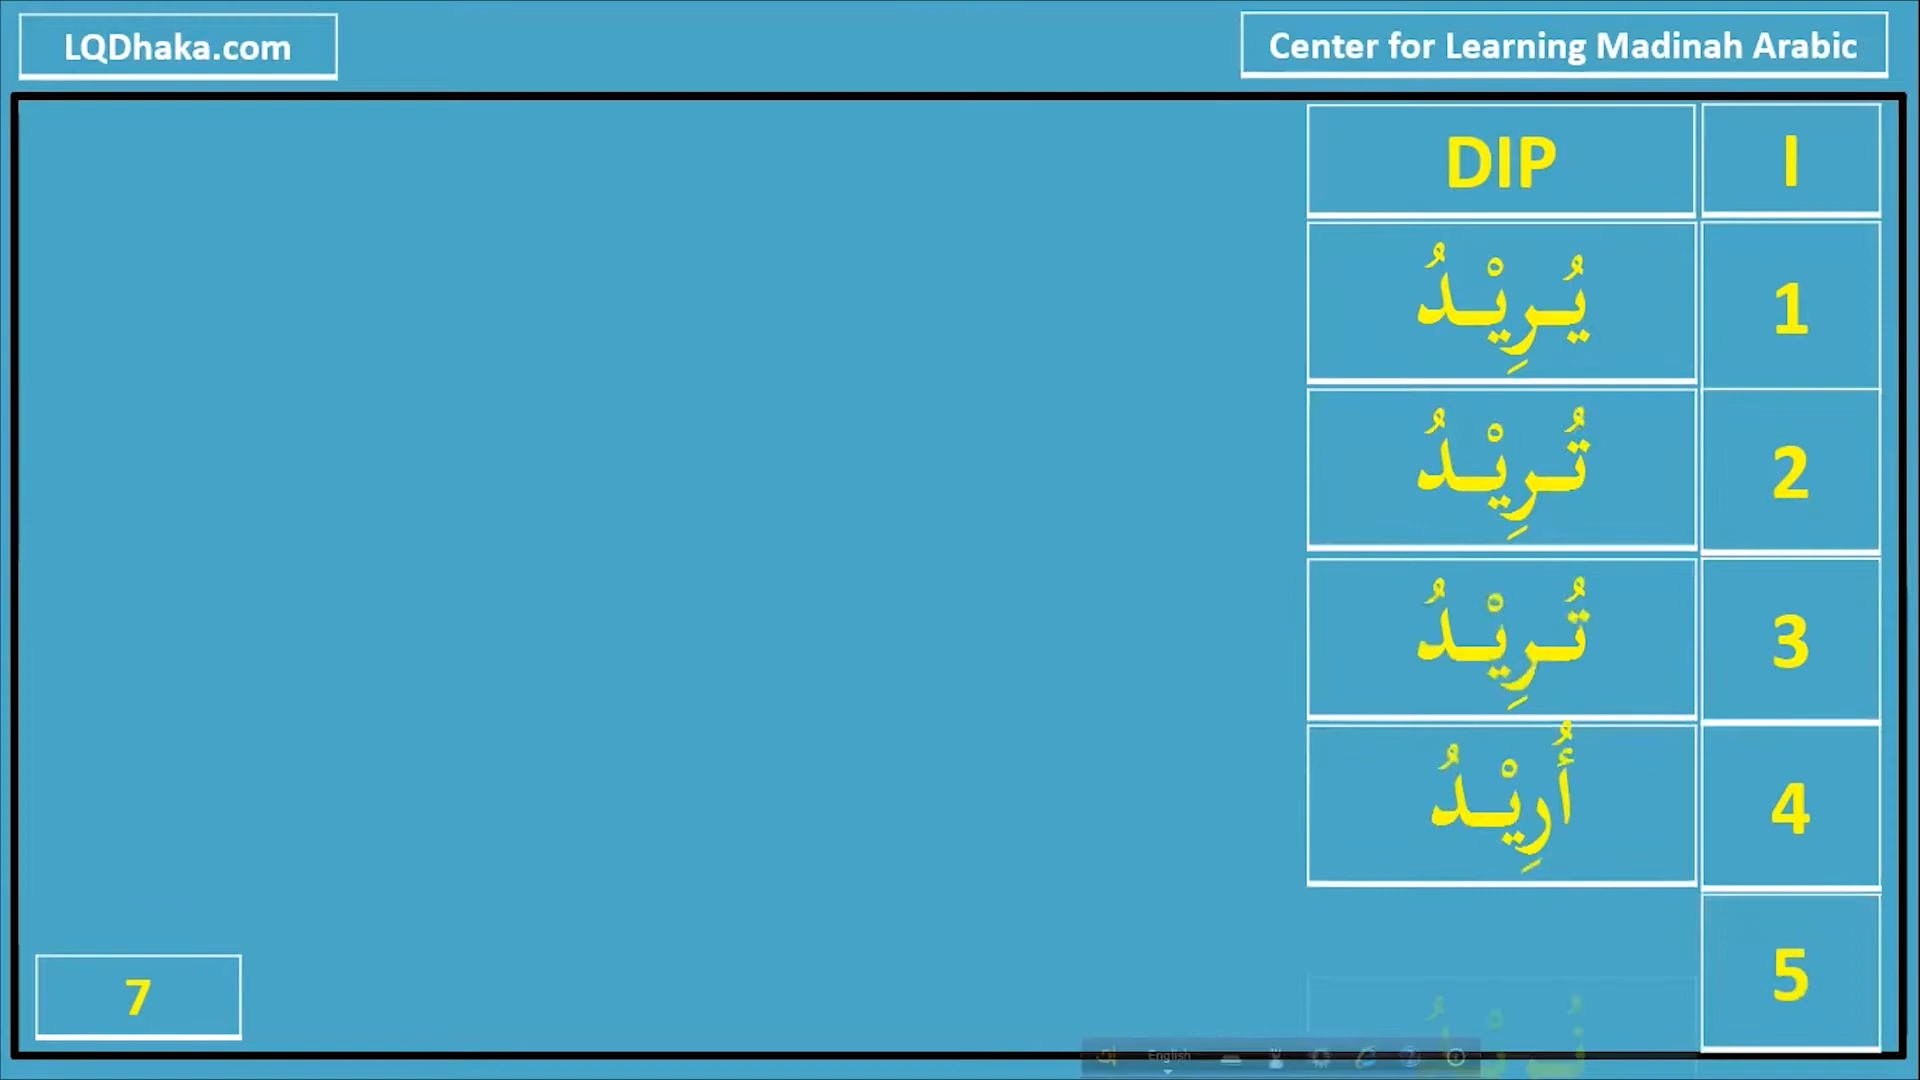 LQDhaka.com
Center for Learning Madinah Arabic
I DIP
1 يُـرِيْـدُ
2 تُـرِيْـدُ
3 تُـرِيْـدُ
4 أُرِيْـدُ
5
7
English